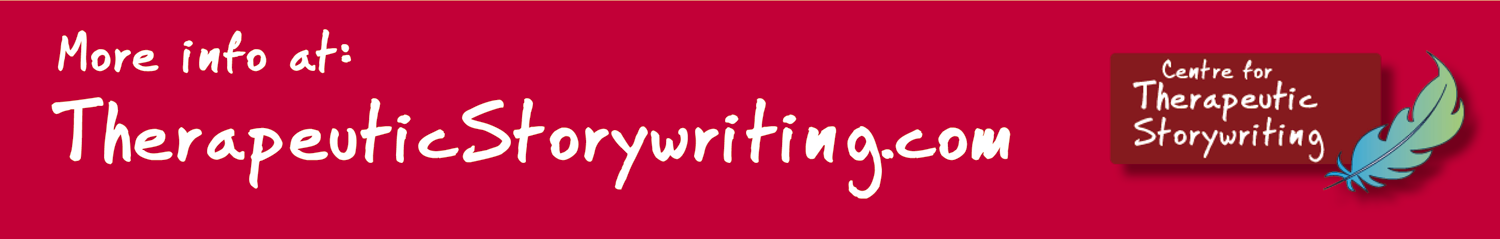 More info at:
TherapeuticStorywriting.com
Centre for
Therapeutic
Storywriting